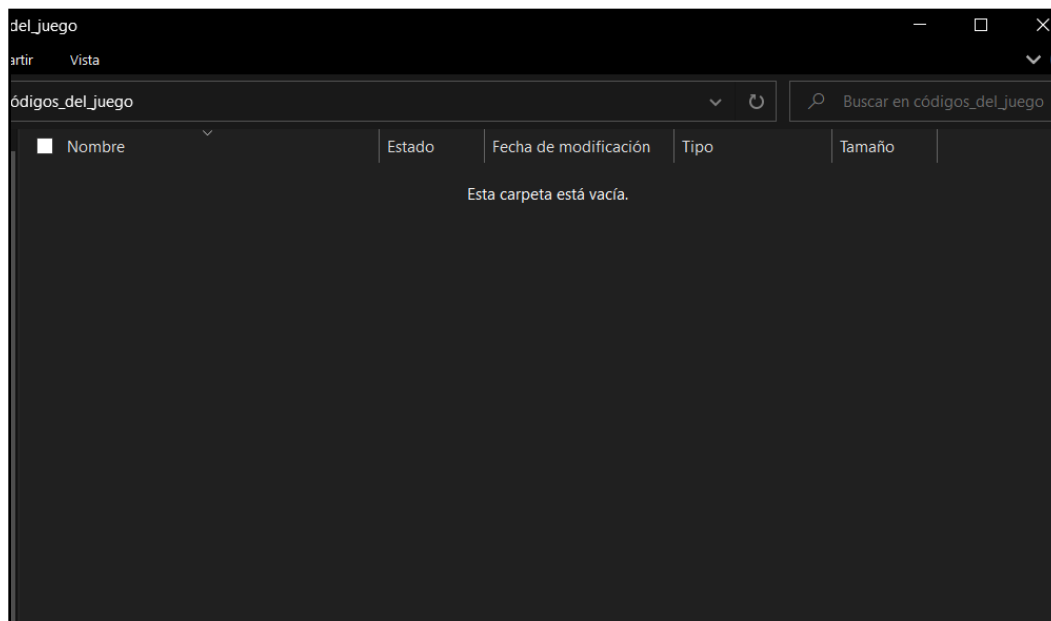 del_juego
artir Vista
ódigos_del_juego Buscar en códigos_del_juego
Nombre Estado Fecha de modificación Tipo Tamaño
Esta carpeta está vacía.